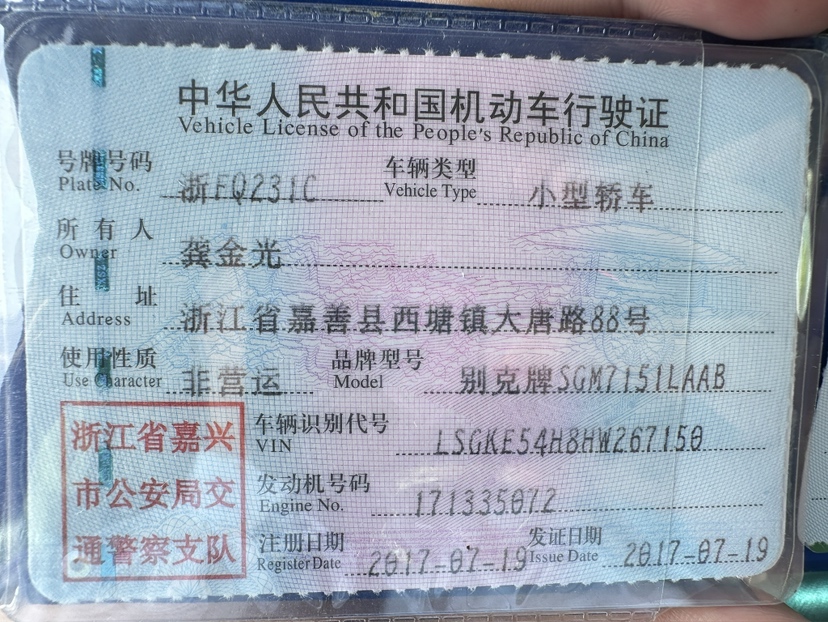 中华人民共和国机动车行驶证
Vehicle License of the People's Republic of China
号牌号码 浙FQ231C 车辆类型 小型轿车
Plate No. Vehicle Type
所有人 龚金光
Owner
住址 浙江省嘉善县西塘镇大唐路88号
Address
使用性质 非营运 品牌型号 别克牌SGM7151LAAB
Use Character Model
浙江省嘉兴
市公安局交
通警察支队
车辆识别代号 LSGKE54H8HW267150
VIN
发动机号码 171335072
Engine No.
注册日期 2017-07-19 发证日期 2017-07-19
Register Date Issue Date